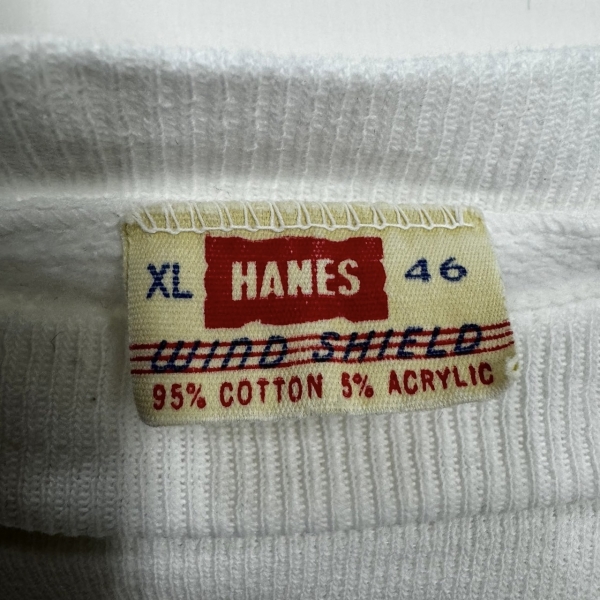 XL HANES 46
WIND SHIELD
95% COTTON 5% ACRYLIC